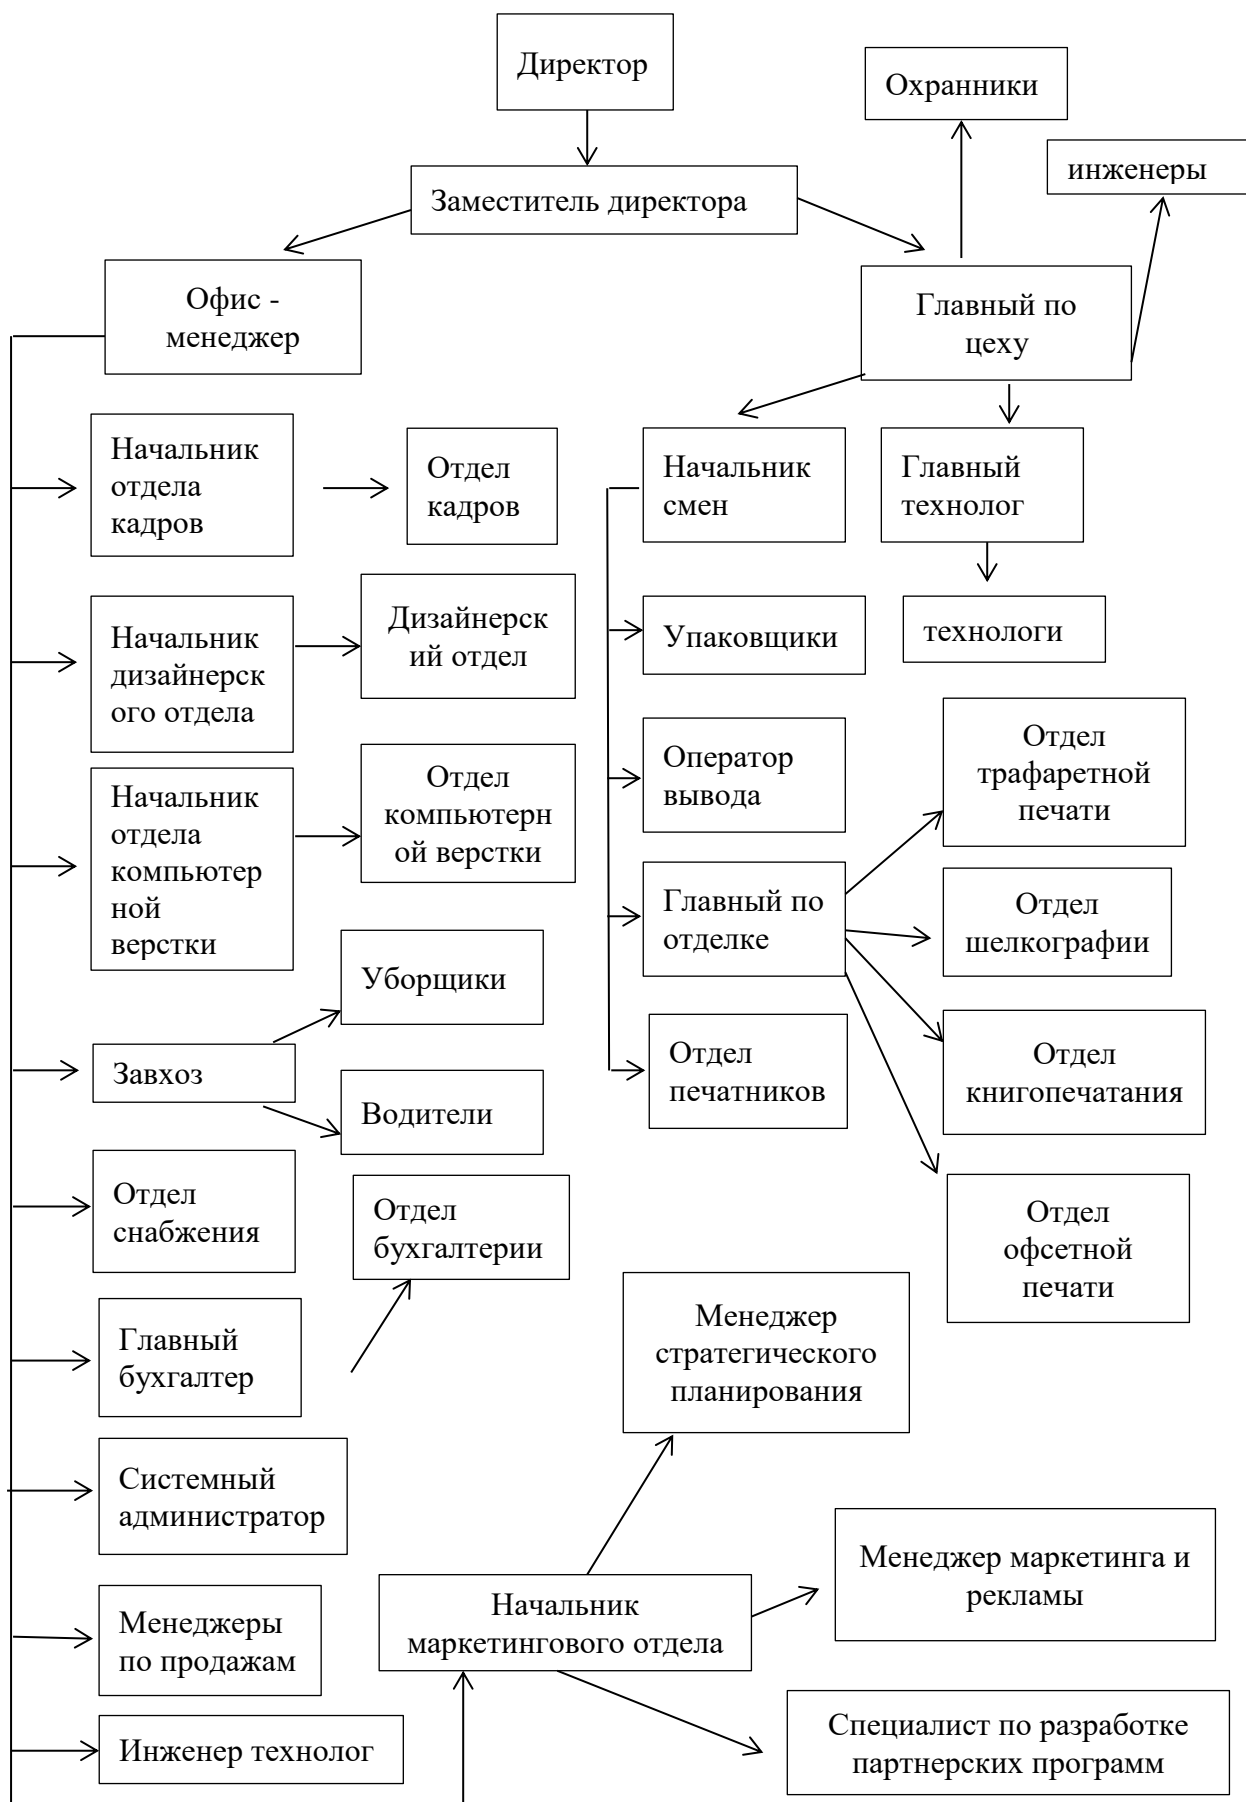 Директор
Охранники
инженеры
Заместитель директора
Офис -
менеджер
Главный по
цеху
Начальник
отдела
кадров
Отдел
кадров
Начальник
смен
Главный
технолог
Начальник
дизайнерск
ого отдела
Дизайнерск
ий отдел
Упаковщики
технологи
Начальник
отдела
компьютер
ной
верстки
Отдел
компьютерн
ой верстки
Оператор
вывода
Отдел
трафаретной
печати
Главный по
отделке
Отдел
шелкографии
Уборщики
Завхоз
Водители
Отдел
печатников
Отдел
книгопечатания
Отдел
снабжения
Отдел
бухгалтерии
Отдел
офсетной
печати
Главный
бухгалтер
Менеджер
стратегического
планирования
Системный
администратор
Менеджеры
по продажам
Начальник
маркетингового отдела
Менеджер маркетинга и
рекламы
Инженер технолог
Специалист по разработке
партнерских программ